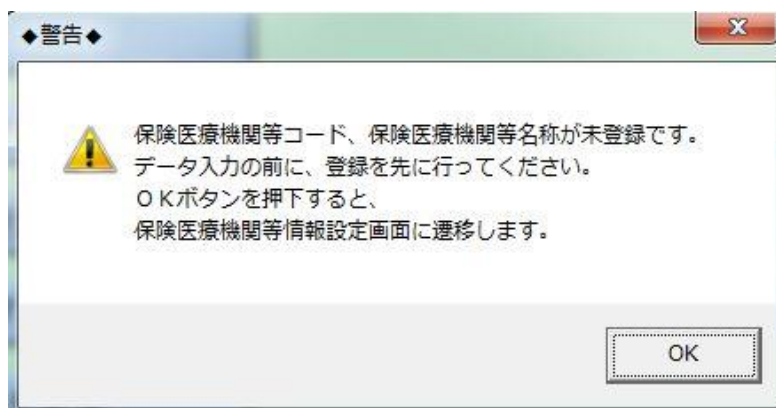 ◆警告◆
保険医療機関等コード、保険医療機関等名称が未登録です。
データ入力の前に、登録を先に行ってください。
ＯＫボタンを押下すると、
保険医療機関等情報設定画面に遷移します。
OK